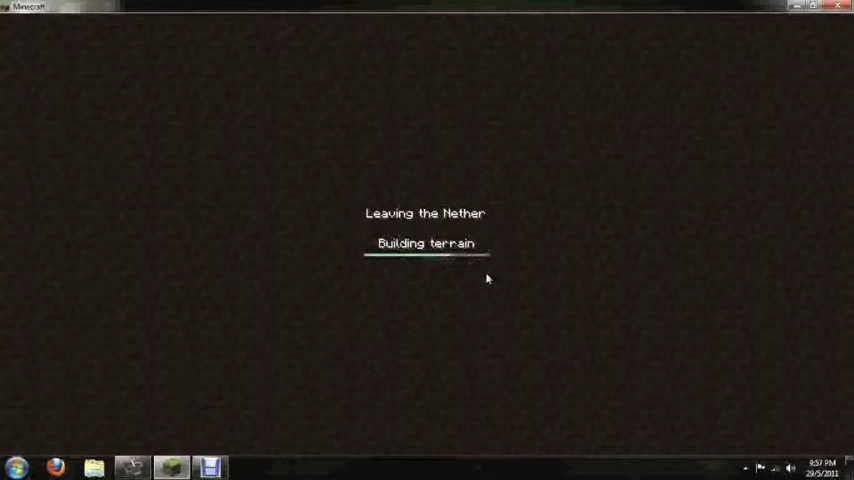 Minecraft
Leaving the Nether
Building terrain
9:57 PM
29/5/2011